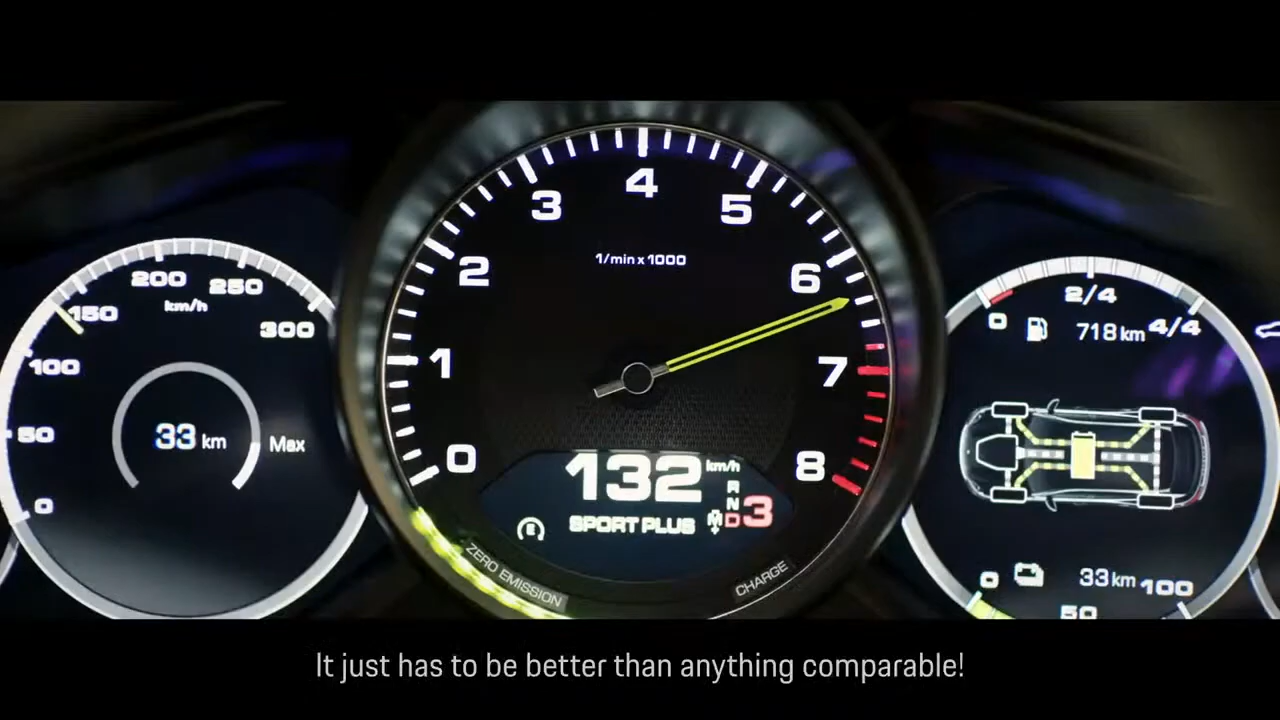 200
250
150
km/h
300
100
33 km
Max
50
0
4
3
5
1/min x 1000
2
6
1
7
0
8
132 km/h
R
N
M D 3
SPORT PLUS
E
ZERO EMISSION
CHARGE
2/4
0
718 km
4/4
0
33 km
100
50
It just has to be better than anything comparable!